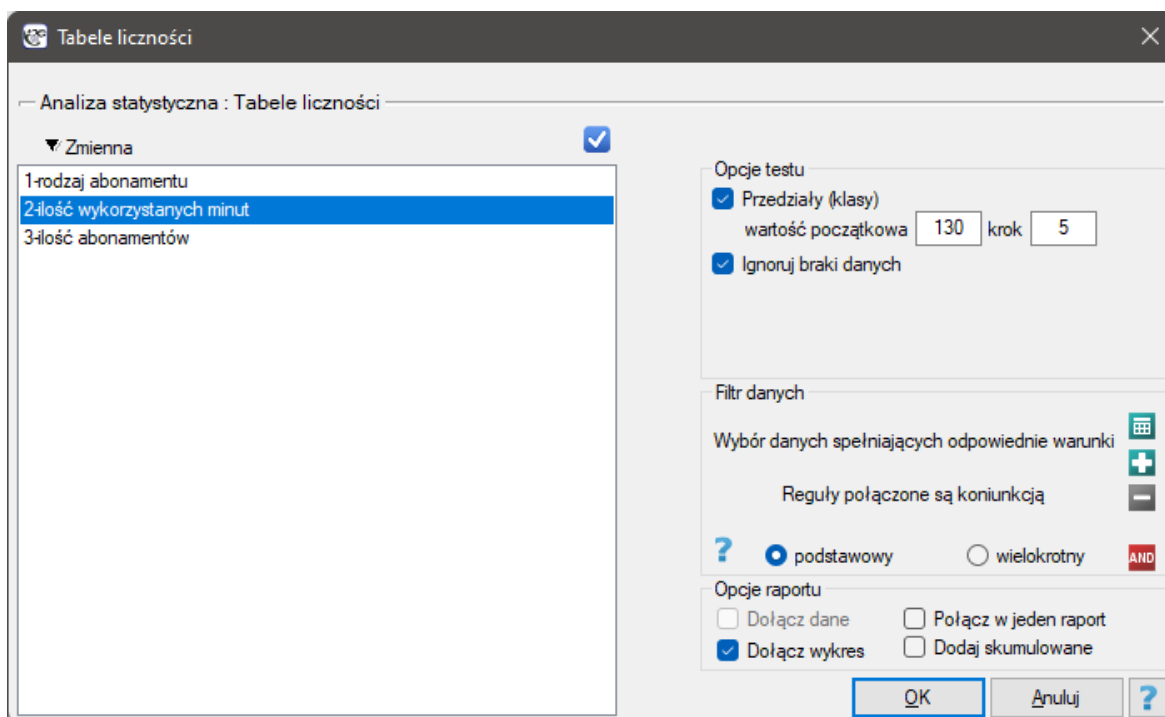 Tabele liczności
Analiza statystyczna : Tabele liczności
Zmienna
1-rodzaj abonamentu
2-ilość wykorzystanych minut
3-ilość abonamentów
Opcje testu
Przedziały (klasy)
wartość początkowa 130 krok 5
Ignoruj braki danych
Filtr danych
Wybór danych spełniających odpowiednie warunki
Reguły połączone są koniunkcją
? podstawowy wielokrotny AND
Opcje raportu
Dołącz dane Połącz w jeden raport
Dołącz wykres Dodaj skumulowane
OK Anuluj ?